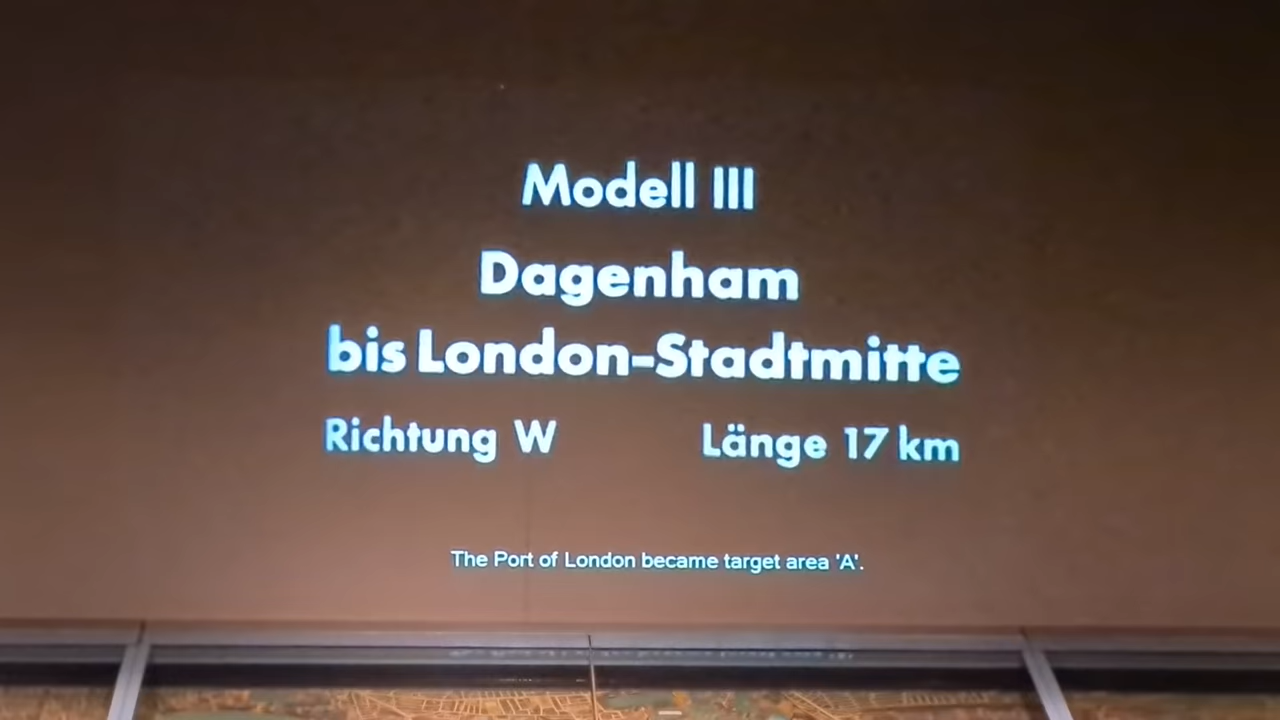 Modell III
Dagenham
bis London-Stadtmitte
Richtung W Länge 17 km
The Port of London became target area 'A'.